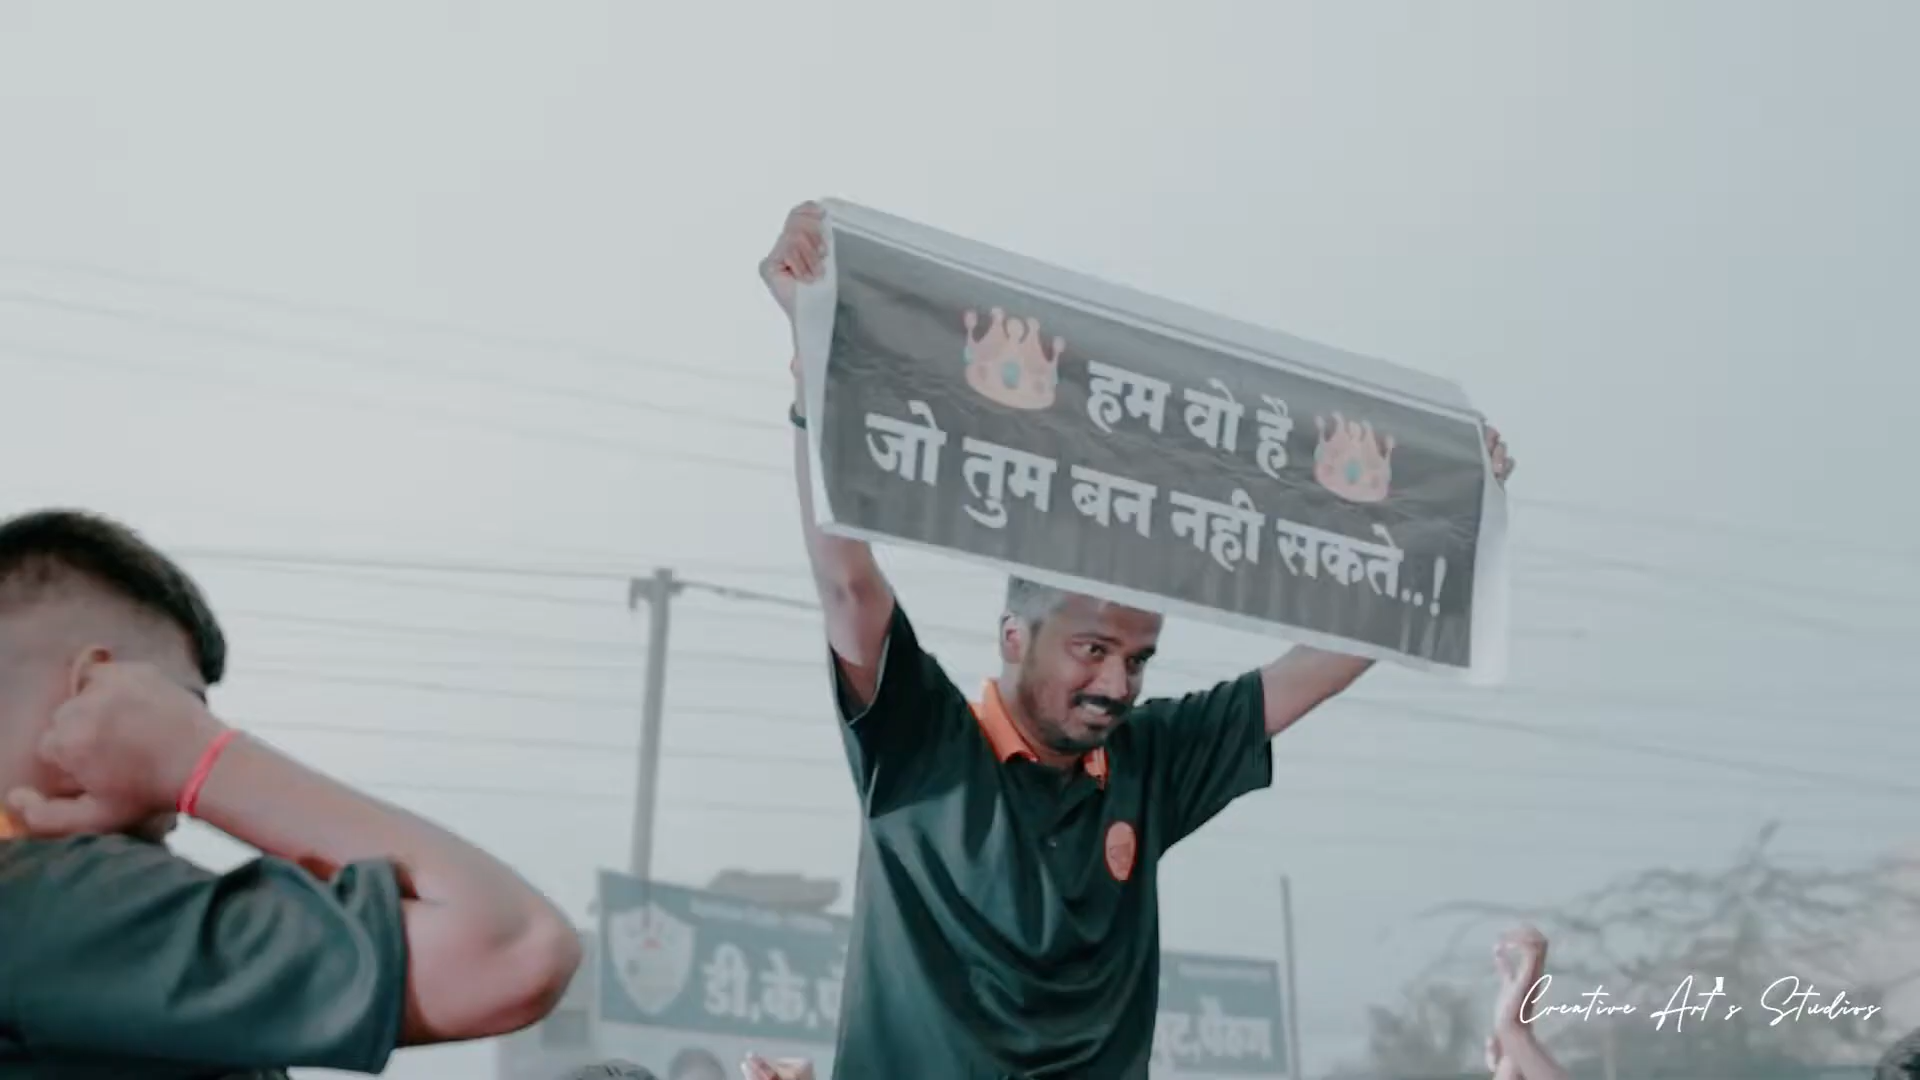 हम वो है
जो तुम बन नही सकते..!
डी.के.
Creative Art's Studios